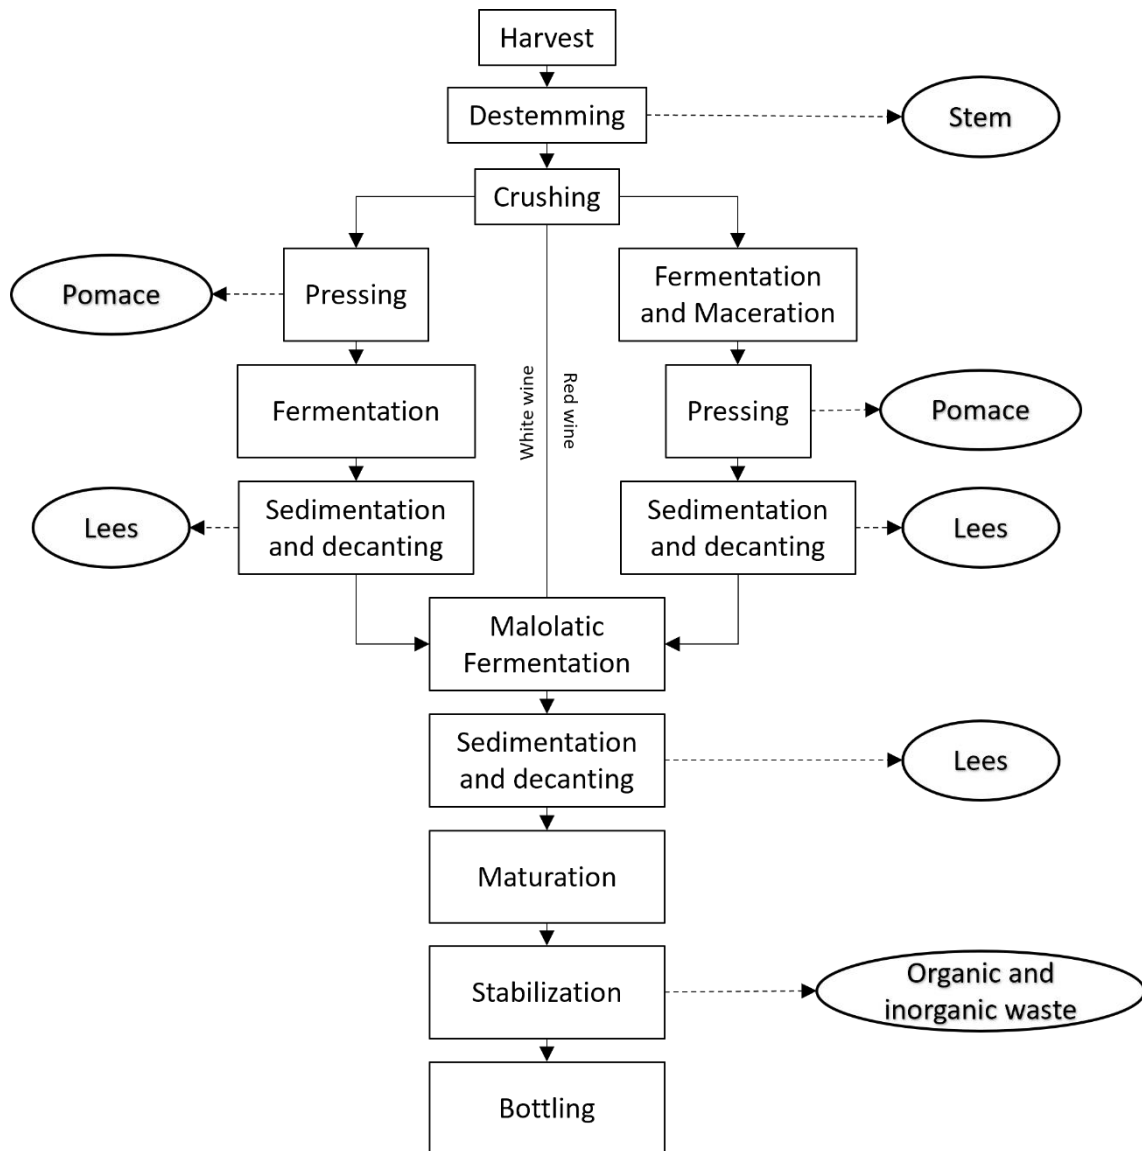 Harvest
Destemming
Stem
Crushing
Pomace
Pressing
Fermentation
and Maceration
White wine
Red wine
Fermentation
Pressing
Pomace
Lees
Sedimentation
and decanting
Sedimentation
and decanting
Lees
Malolatic
Fermentation
Sedimentation
and decanting
Lees
Maturation
Stabilization
Organic and
inorganic waste
Bottling